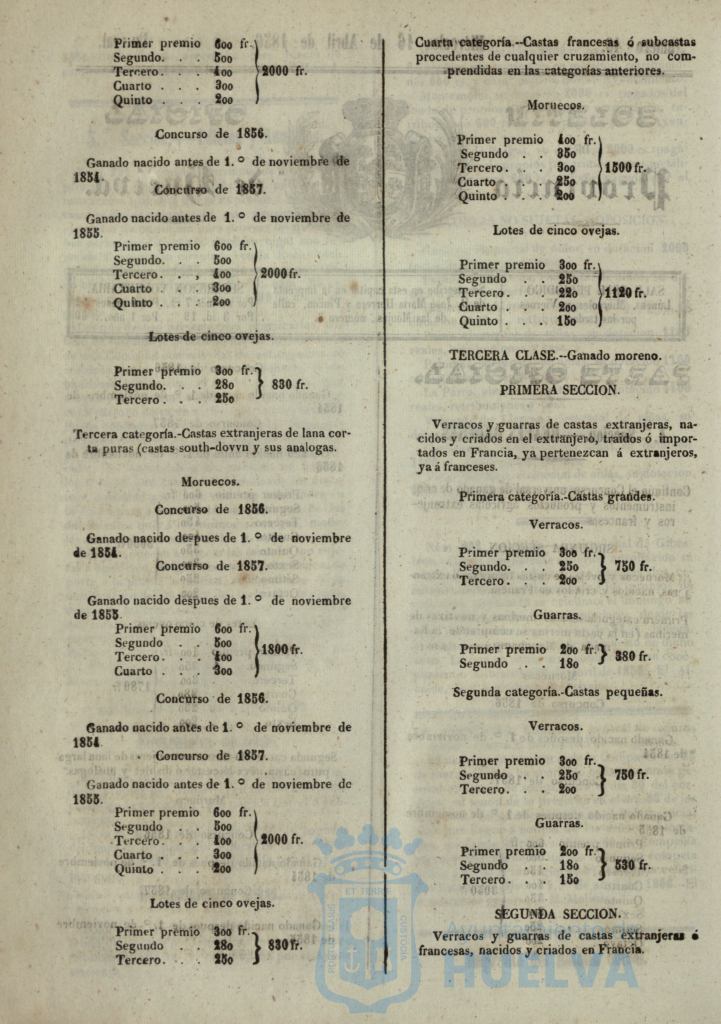 Primer premio 600 fr.
Segundo. . . 500
Tercero. . . 400 2000 fr.
Cuarto . . . 300
Quinto . . . 200
Concurso de 1856.
Ganado nacido antes de 1.º de noviembre de
1854.
Concurso de 1857.
Ganado nacido antes de 1.º de noviembre de
1855.
Primer premio 600 fr.
Segundo. . . 500
Tercero. . , 400 2000 fr.
Cuarto . . . 300
Quinto . . . 200
Lotes de cinco ovejas.
Primer premio 300 fr.
Segundo. . . 280 830 fr.
Tercero . . . 250
Tercera categoría.-Castas extranjeras de lana cor-
ta puras (castas south-dovvn y sus analogas.
Moruecos.
Concurso de 1856.
Ganado nacido despues de 1.º de noviembre
de 1854.
Concurso de 1857.
Ganado nacido despues de 1.º de noviembre
de 1855
Primer premio 600 fr.
Segundo . . 500
Tercero. . . 400 1800 fr.
Cuarto . . . 300
Concurso de 1856.
Ganado nacido antes de 1.º de noviembre de
1854
Concurso de 1857.
Ganado nacido antes de 1.º de noviembre de
1855.
Primer premio 600 fr.
Segundo . . 500
Tercero. . . 400 2000 fr.
Cuarto . . . 300
Quinto . . . 200
Lotes de cinco ovejas.
Primer premio 300 fr.
Segundo . . 280 830 fr.
Tercero. . . 250
Cuarta categoría.--Castas francesas ó subcastas
procedentes de cualquier cruzamiento, no com-
prendidas en las categorías anteriores.
Moruecos.
Primer premio 400 fr.
Segundo . . 350
Tercero. . . 300 1500 fr.
Cuarto . . . 250
Quinto . . . 200
Lotes de cinco ovejas.
Primer premio 300 fr.
Segundo . . 250
Tercero. . . 220 1120 fr.
Cuarto . . . 200
Quinto . . . 150
TERCERA CLASE.--Ganado moreno.
PRIMERA SECCION.
Verracos y guarras de castas extranjeras, na-
cidos y criados en el extranjero, traidos ó impor-
tados en Francia, ya pertenezcan á extranjeros,
ya á franceses.
Primera categoría.-Castas grandes.
Verracos.
Primer premio 300 fr.
Segundo. . . 250 750 fr.
Tercero. . . 200
Guarras.
Primer premio 200 fr.
Segundo . . 180 380 fr.
Segunda categoría.-Castas pequeñas.
Verracos.
Primer premio 300 fr.
Segundo . . 250 750 fr.
Tercero. . . 200
Guarras.
Primer premio 200 fr.
Segundo . . 180 530 fr.
Tercero. . . 150
SEGUNDA SECCION.
Verracos y guarras de castas extranjeras ó
francesas, nacidos y criados en Francia.
HUELVA